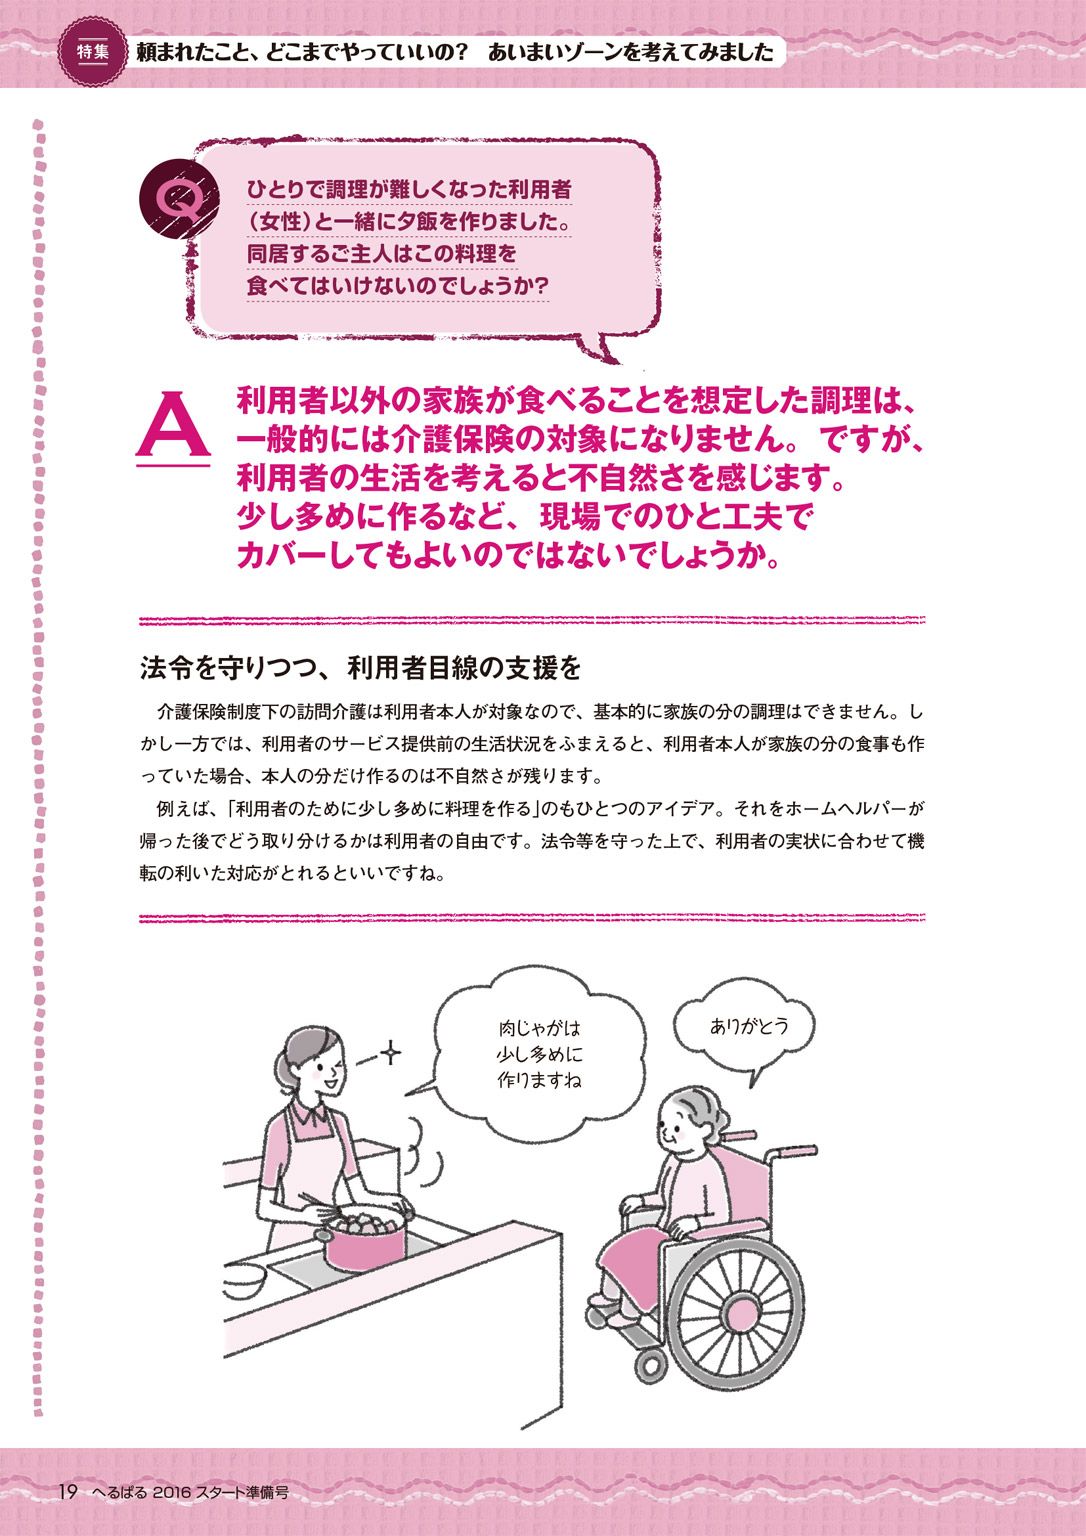 特集
頼まれたこと、どこまでやっていいの？　あいまいゾーンを考えてみました
Q
ひとりで調理が難しくなった利用者
（女性）と一緒に夕飯を作りました。
同居するご主人はこの料理を
食べてはいけないのでしょうか？
A
利用者以外の家族が食べることを想定した調理は、
一般的には介護保険の対象になりません。ですが、
利用者の生活を考えると不自然さを感じます。
少し多めに作るなど、現場でのひと工夫で
カバーしてもよいのではないでしょうか。
法令を守りつつ、利用者目線の支援を
　介護保険制度下の訪問介護は利用者本人が対象なので、基本的に家族の分の調理はできません。し
かし一方では、利用者のサービス提供前の生活状況をふまえると、利用者本人が家族の分の食事も作
っていた場合、本人の分だけ作るのは不自然さが残ります。
　例えば、「利用者のために少し多めに料理を作る」のもひとつのアイデア。それをホームヘルパーが
帰った後でどう取り分けるかは利用者の自由です。法令等を守った上で、利用者の実状に合わせて機
転の利いた対応がとれるといいですね。
肉じゃがは
少し多めに
作りますね
ありがとう
19　へるぱる 2016 スタート準備号